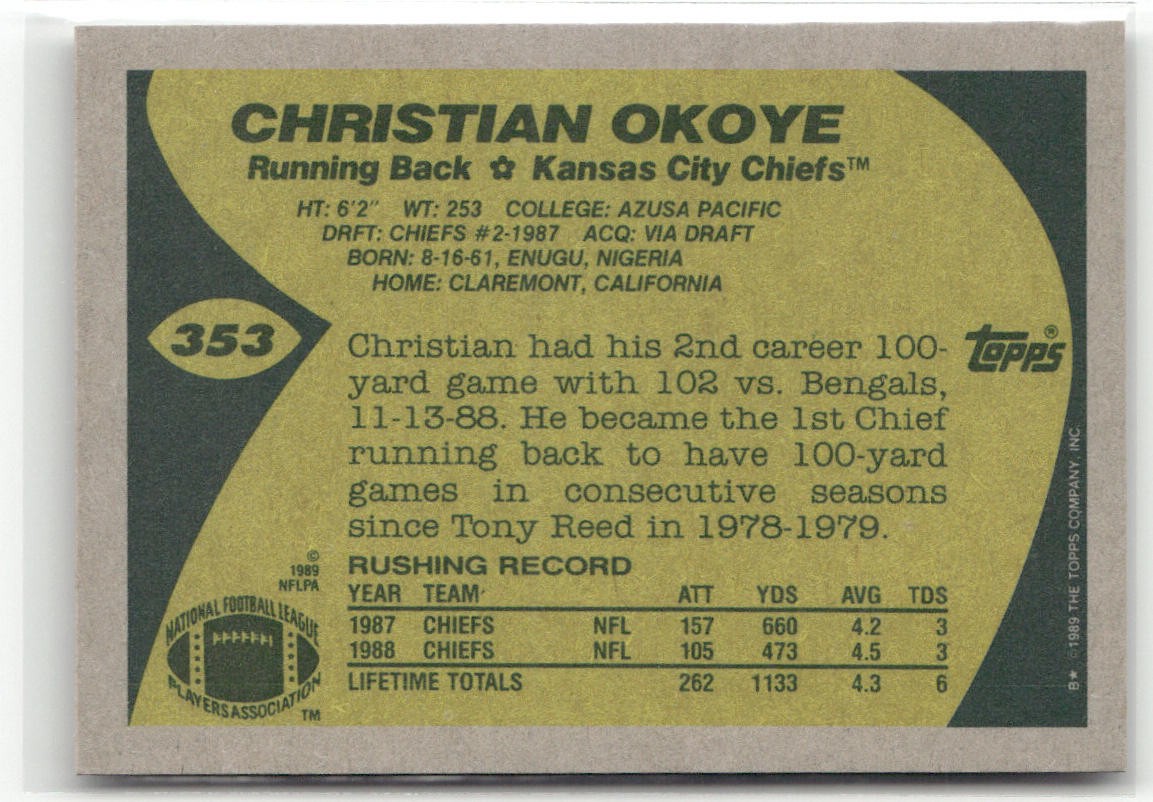 CHRISTIAN OKOYE
Running Back ✿ Kansas City Chiefs™
HT: 6'2" WT: 253 COLLEGE: AZUSA PACIFIC
DRFT: CHIEFS #2-1987 ACQ: VIA DRAFT
BORN: 8-16-61, ENUGU, NIGERIA
HOME: CLAREMONT, CALIFORNIA
353
Christian had his 2nd career 100-
yard game with 102 vs. Bengals,
11-13-88. He became the 1st Chief
running back to have 100-yard
games in consecutive seasons
since Tony Reed in 1978-1979.
topps®
RUSHING RECORD
YEAR TEAM ATT YDS AVG TDS
1987 CHIEFS NFL 157 660 4.2 3
1988 CHIEFS NFL 105 473 4.5 3
LIFETIME TOTALS 262 1133 4.3 6
©
1989
NFLPA
NATIONAL FOOTBALL LEAGUE
PLAYERS ASSOCIATION
TM
B* ©1989 THE TOPPS COMPANY, INC.